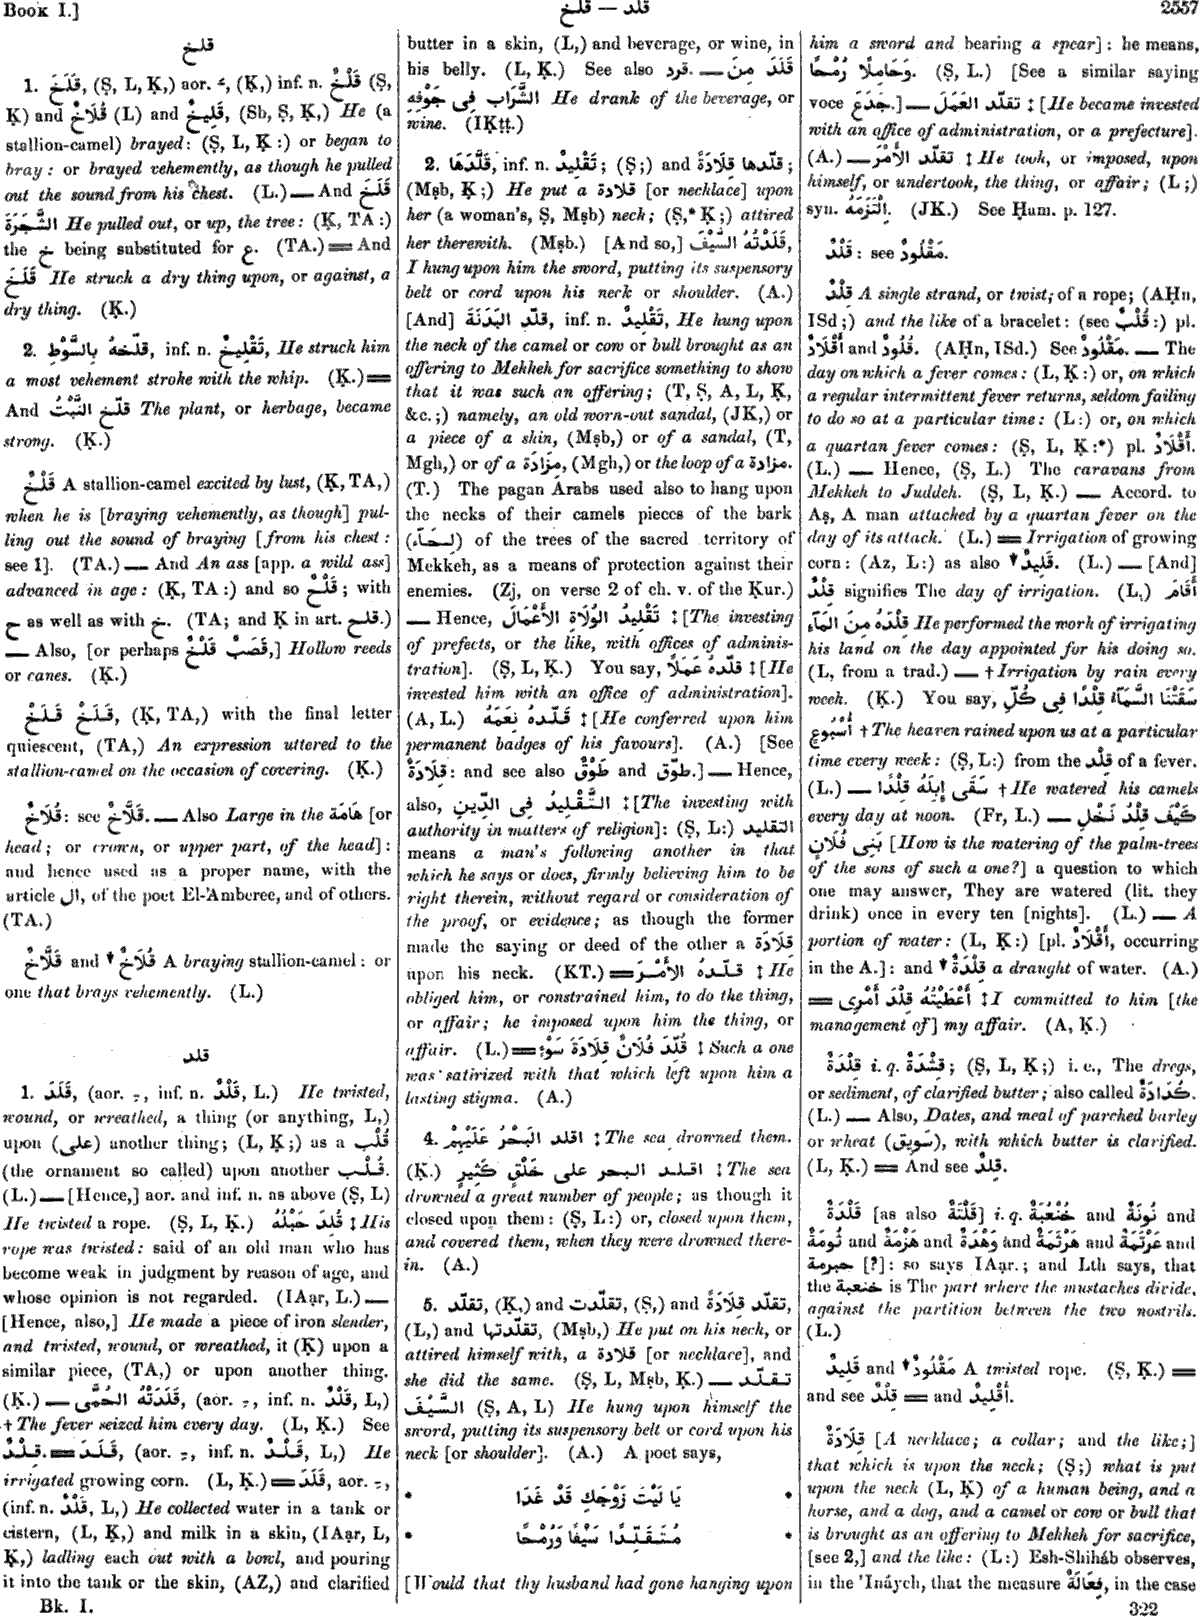 Book I.]
قلخ — قلد
2557
قلخ
1. قَلَخَ, (Ṣ, L, Ḳ,) aor. ـَ, (Ḳ,) inf. n. قَلْخٌ (Ṣ,
Ḳ) and قُلَاخٌ (L) and قَلِيخٌ, (Sb, Ṣ, Ḳ,) He (a
stallion-camel) brayed: (Ṣ, L, Ḳ:) or began to
bray: or brayed vehemently, as though he pulled
out the sound from his chest. (L.) — And قَلَخَ
الشَّجَرَةَ He pulled out, or up, the tree: (Ḳ, TA:)
the خ being substituted for ع. (TA.) = And
قَلَخَ He struck a dry thing upon, or against, a
dry thing. (Ḳ.)
2. قلّخهُ بِالسَّوْطِ, inf. n. تَقْلِيخٌ, He struck him
a most vehement stroke with the whip. (Ḳ.) =
And قلّخ النَّبْتُ The plant, or herbage, became
strong. (Ḳ.)
قَلْخٌ A stallion-camel excited by lust, (Ḳ, TA,)
when he is [braying vehemently, as though] pul-
ling out the sound of braying [from his chest:
see 1]. (TA.) — And An ass [app. a wild ass]
advanced in age: (Ḳ, TA:) and so قَلْحٌ; with
ح as well as with خ. (TA; and Ḳ in art. قلح.)
— Also, [or perhaps قَصَبٌ قَلْخٌ,] Hollow reeds
or canes. (Ḳ.)
قَلَخْ قَلَخْ, (Ḳ, TA,) with the final letter
quiescent, (TA,) An expression uttered to the
stallion-camel on the occasion of covering. (Ḳ.)
قُلَاخٌ: see قَلَّاخٌ. — Also Large in the هَامَة [or
head; or crown, or upper part, of the head]:
and hence used as a proper name, with the
article ال, of the poet El-'Amberee, and of others.
(TA.)
قَلَّاخٌ and ↓ قُلَاخٌ A braying stallion-camel: or
one that brays vehemently. (L.)
قلد
1. قَلَدَ, (aor. ـِ, inf. n. قَلْدٌ, L.) He twisted,
wound, or wreathed, a thing (or anything, L,)
upon (على) another thing; (L, Ḳ;) as a قُلْب
(the ornament so called) upon another قُلْب.
(L.) — [Hence,] aor. and inf. n. as above (Ṣ, L)
He twisted a rope. (Ṣ, L, Ḳ.) قُلِدَ حَبْلُهُ ‡ His
rope was twisted: said of an old man who has
become weak in judgment by reason of age, and
whose opinion is not regarded. (IAạr, L.) —
[Hence, also,] He made a piece of iron slender,
and twisted, wound, or wreathed, it (Ḳ) upon a
similar piece, (TA,) or upon another thing.
(Ḳ.) — قَلَدَتْهُ الحُمَّى, (aor. ـِ, inf. n. قَلْدٌ, L,)
† The fever seized him every day. (L, Ḳ.) See
قِلْدٌ. = قَلَدَ, (aor. ـِ, inf. n. قَلْدٌ, L,) He
irrigated growing corn. (L, Ḳ.) = قَلَدَ, aor. ـِ,
(inf. n. قَلْدٌ, L,) He collected water in a tank or
cistern, (L, Ḳ,) and milk in a skin, (IAạr, L,
Ḳ,) ladling each out with a bowl, and pouring
it into the tank or the skin, (AZ,) and clarified
Bk. I.
butter in a skin, (L,) and beverage, or wine, in
his belly. (L, Ḳ.) See also قرد. — قَلَدَ مِنَ
الشَّرَابِ فِى جَوْفِهِ He drank of the beverage, or
wine. (IḲṭṭ.)
2. قَلَّدَهَا, inf. n. تَقْلِيدٌ; (Ṣ;) and قلّدها قِلَادَةً;
(Mṣb, Ḳ;) He put a قلادة [or necklace] upon
her (a woman's, Ṣ, Mṣb) neck; (Ṣ,* Ḳ;) attired
her therewith. (Mṣb.) [And so,] قَلَّدْتُهُ السَّيْفَ,
I hung upon him the sword, putting its suspensory
belt or cord upon his neck or shoulder. (A.)
[And] قلّد البَدَنَةَ, inf. n. تَقْلِيدٌ, He hung upon
the neck of the camel or cow or bull brought as an
offering to Mekkeh for sacrifice something to show
that it was such an offering; (T, Ṣ, A, L, Ḳ,
&c.;) namely, an old worn-out sandal, (JK,) or
a piece of a skin, (Mṣb,) or of a sandal, (T,
Mgh,) or of a مَزَادَة, (Mgh,) or the loop of a مزادة.
(T.) The pagan Arabs used also to hang upon
the necks of their camels pieces of the bark
(لِحَآء) of the trees of the sacred territory of
Mekkeh, as a means of protection against their
enemies. (Zj, on verse 2 of ch. v. of the Ḳur.)
— Hence, تَقْلِيدُ الوُلَاةِ الأَعْمَالَ ‡ [The investing
of prefects, or the like, with offices of adminis-
tration]. (Ṣ, L, Ḳ.) You say, قلّدهُ عَمَلًا ‡ [He
invested him with an office of administration].
(A, L.) قَلَّدهُ نِعَمَهُ ‡ [He conferred upon him
permanent badges of his favours]. (A.) [See
قِلَادَةٌ: and see also طَوْقٌ and طوّق.] — Hence,
also, التَّقْلِيدُ فِى الدِّينِ ‡ [The investing with
authority in matters of religion]: (Ṣ, L:) التقليد
means a man's following another in that
which he says or does, firmly believing him to be
right therein, without regard or consideration of
the proof, or evidence; as though the former
made the saying or deed of the other a قِلَادَة
upon his neck. (KT.) = قَلَّدهُ الأَمْرَ ‡ He
obliged him, or constrained him, to do the thing,
or affair; he imposed upon him the thing, or
affair. (L.) = قُلِّدَ فُلَانٌ قِلَادَةَ سَوْءٍ ‡ Such a one
was satirized with that which left upon him a
lasting stigma. (A.)
4. اقلد البَحْرُ عَلَيْهِمْ ‡ The sea drowned them.
(Ḳ.) اقلد البحر على خَلْقٍ كَثِيرٍ ‡ The sea
drowned a great number of people; as though it
closed upon them: (Ṣ, L:) or, closed upon them,
and covered them, when they were drowned there-
in. (A.)
5. تقلّد, (Ḳ,) and تقلّدت, (Ṣ,) and تقلّد قِلَادَةً,
(L,) and تقلّدتها, (Mṣb,) He put on his neck, or
attired himself with, a قلادة [or necklace], and
she did the same. (Ṣ, L, Mṣb, Ḳ.) — تقلّد
السَّيْفَ (Ṣ, A, L) He hung upon himself the
sword, putting its suspensory belt or cord upon his
neck [or shoulder]. (A.) A poet says,
* يَا لَيْتَ زَوْجَكِ قَدْ غَدَا *
* مُتَقَلِّدًا سَيْفًا وَرُمْحًا *
[Would that thy husband had gone hanging upon
him a sword and bearing a spear]: he means,
وَحَامِلًا رُمْحًا. (Ṣ, L.) [See a similar saying
voce جَدَعَ.] — تقلّد العَمَلَ ‡ [He became invested
with an office of administration, or a prefecture].
(A.) — تقلّد الأَمْرَ ‡ He took, or imposed, upon
himself, or undertook, the thing, or affair; (L;)
syn. اِلْتَزَمَهُ. (JK.) See Ḥam. p. 127.
قَلْدٌ: see مَقْلُودٌ.
قِلْدٌ A single strand, or twist, of a rope; (AḤn,
ISd;) and the like of a bracelet: (see قُلْبٌ:) pl.
أَقْلَادٌ and قُلُودٌ. (AḤn, ISd.) See مَقْلُودٌ. — The
day on which a fever comes: (L, Ḳ:) or, on which
a regular intermittent fever returns, seldom failing
to do so at a particular time: (L:) or, on which
a quartan fever comes: (Ṣ, L, Ḳ:*) pl. أَقْلَادٌ.
(L.) — Hence, (Ṣ, L.) The caravans from
Mekkeh to Juddeh. (Ṣ, L, Ḳ.) — Accord. to
Aṣ, A man attacked by a quartan fever on the
day of its attack. (L.) = Irrigation of growing
corn: (Az, L:) as also ↓ قَلِيدٌ. (L.) — [And]
قِلْدٌ signifies The day of irrigation. (L,) أَقَامَ
قِلْدَهُ مِنَ المَآءِ He performed the work of irrigating
his land on the day appointed for his doing so.
(L, from a trad.) — † Irrigation by rain every
week. (Ḳ.) You say, سَقَتْنَا السَّمَآءُ قِلْدًا فِى كُلِّ
أُسْبُوعٍ † The heaven rained upon us at a particular
time every week: (Ṣ, L:) from the قِلْد of a fever.
(L.) — سَقَى إِبِلَهُ قِلْدًا † He watered his camels
every day at noon. (Fr, L.) — كَيْفَ قِلْدُ نَخْلِ
بَنِى فُلَانٍ [How is the watering of the palm-trees
of the sons of such a one?] a question to which
one may answer, They are watered (lit. they
drink) once in every ten [nights]. (L.) — A
portion of water: (L, Ḳ:) [pl. أَقْلَادٌ, occurring
in the A.]: and ↓ قِلْدَةٌ a draught of water. (A.)
= أَعْطَيْتُهُ قِلْدَ أَمْرِى ‡ I committed to him [the
management of] my affair. (A, Ḳ.)
قِلْدَةٌ i. q. قِشْدَةٌ; (Ṣ, L, Ḳ;) i. e., The dregs,
or sediment, of clarified butter; also called كُدَادَةٌ.
(L.) — Also, Dates, and meal of parched barley
or wheat (سَوِيق), with which butter is clarified.
(L, Ḳ.) = And see قِلْدٌ.
قَلْدَةٌ [as also قَلْتَةٌ] i. q. خُنْعُبَةٌ and نُونَةٌ and
ثُومَةٌ and هَزْمَةٌ and وَهْدَةٌ and هَرْثَمَةٌ and عَرْتَمَةٌ and
حبرمة [?]: so says IAạr.; and Lth says, that
the خنعبة is The part where the mustaches divide,
against the partition between the two nostrils.
(L.)
قَلِيدٌ and ↓ مَقْلُودٌ A twisted rope. (Ṣ, Ḳ.) =
and see قِلْدٌ = and أَقْلِيدٌ.
قِلَادَةٌ [A necklace; a collar; and the like;]
that which is upon the neck; (Ṣ;) what is put
upon the neck (L, Ḳ) of a human being, and a
horse, and a dog, and a camel or cow or bull that
is brought as an offering to Mekkeh for sacrifice,
[see 2,] and the like: (L:) Esh-Shiháb observes,
in the 'Ináyeh, that the measure فِعَالَةٌ, in the case
322